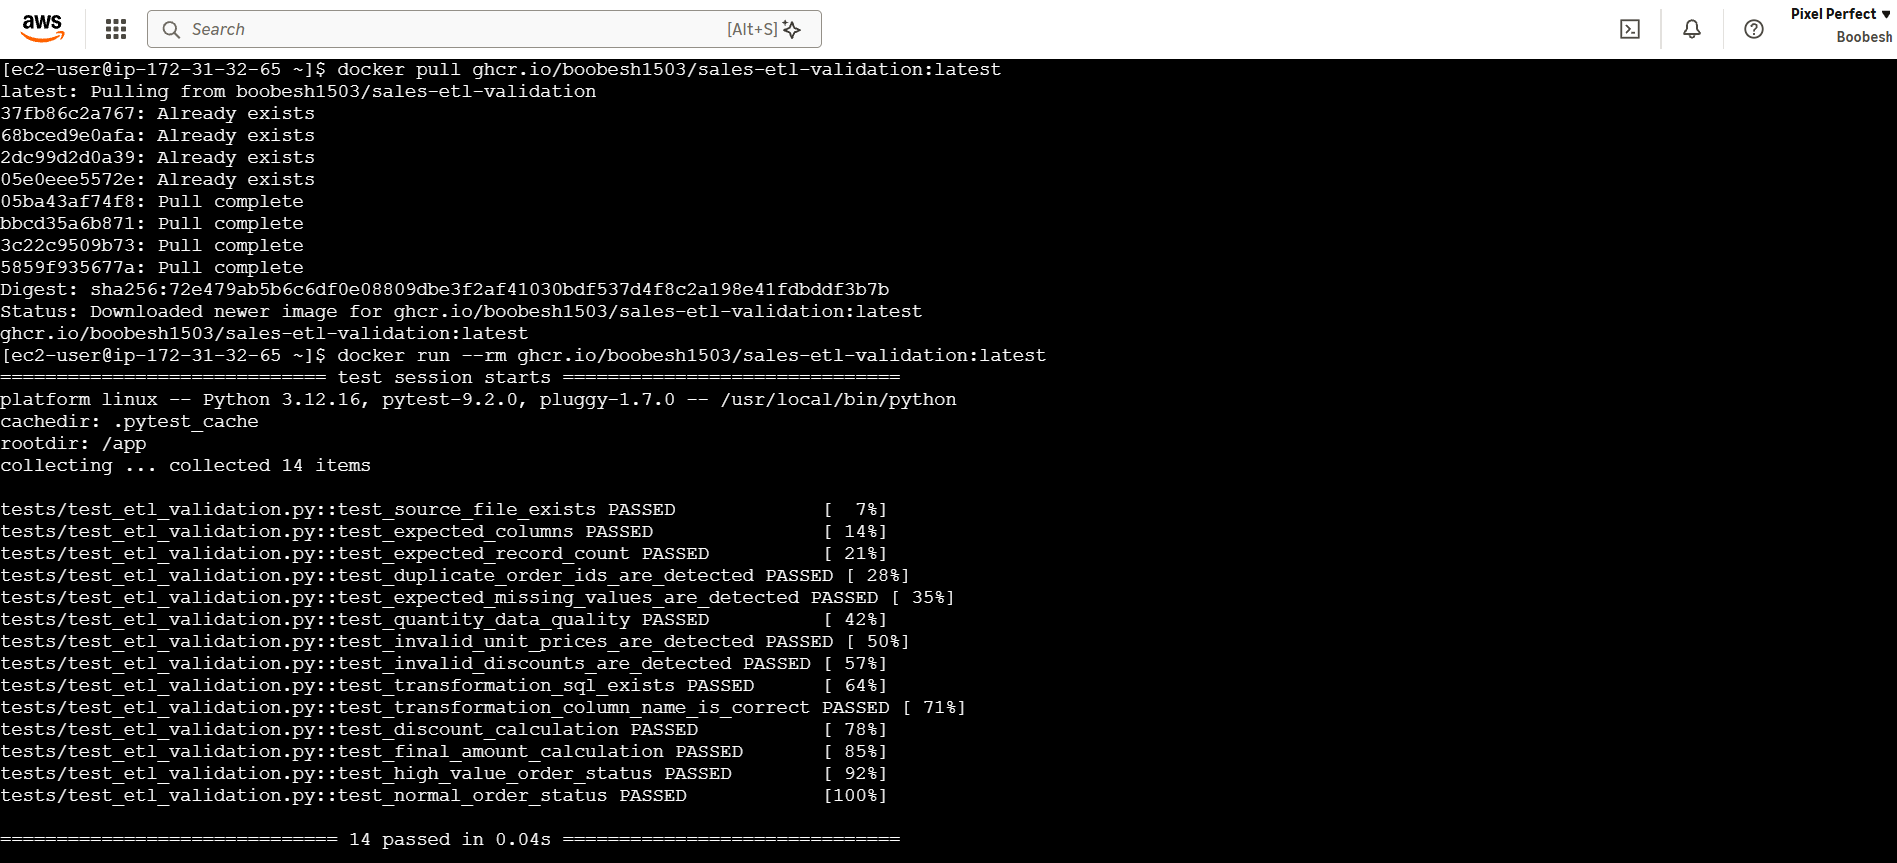 aws
Search [Alt+S]
Pixel Perfect
Boobesh
[ec2-user@ip-172-31-32-65 ~]$ docker pull ghcr.io/boobesh1503/sales-etl-validation:latest
latest: Pulling from boobesh1503/sales-etl-validation
37fb86c2a767: Already exists
68bced9e0afa: Already exists
2dc99d2d0a39: Already exists
05e0eee5572e: Already exists
05ba43af74f8: Pull complete
bbcd35a6b871: Pull complete
3c22c9509b73: Pull complete
5859f935677a: Pull complete
Digest: sha256:72e479ab5b6c6df0e08809dbe3f2af41030bdf537d4f8c2a198e41fdbddf3b7b
Status: Downloaded newer image for ghcr.io/boobesh1503/sales-etl-validation:latest
ghcr.io/boobesh1503/sales-etl-validation:latest
[ec2-user@ip-172-31-32-65 ~]$ docker run --rm ghcr.io/boobesh1503/sales-etl-validation:latest
============================= test session starts ==============================
platform linux -- Python 3.12.16, pytest-9.2.0, pluggy-1.7.0 -- /usr/local/bin/python
cachedir: .pytest_cache
rootdir: /app
collecting ... collected 14 items
tests/test_etl_validation.py::test_source_file_exists PASSED             [  7%]
tests/test_etl_validation.py::test_expected_columns PASSED               [ 14%]
tests/test_etl_validation.py::test_expected_record_count PASSED          [ 21%]
tests/test_etl_validation.py::test_duplicate_order_ids_are_detected PASSED [ 28%]
tests/test_etl_validation.py::test_expected_missing_values_are_detected PASSED [ 35%]
tests/test_etl_validation.py::test_quantity_data_quality PASSED          [ 42%]
tests/test_etl_validation.py::test_invalid_unit_prices_are_detected PASSED [ 50%]
tests/test_etl_validation.py::test_invalid_discounts_are_detected PASSED [ 57%]
tests/test_etl_validation.py::test_transformation_sql_exists PASSED      [ 64%]
tests/test_etl_validation.py::test_transformation_column_name_is_correct PASSED [ 71%]
tests/test_etl_validation.py::test_discount_calculation PASSED           [ 78%]
tests/test_etl_validation.py::test_final_amount_calculation PASSED       [ 85%]
tests/test_etl_validation.py::test_high_value_order_status PASSED        [ 92%]
tests/test_etl_validation.py::test_normal_order_status PASSED            [100%]
============================== 14 passed in 0.04s ==============================